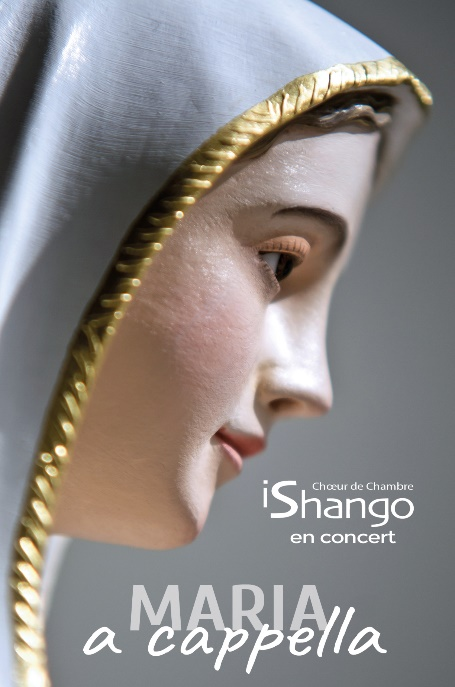 Chœur de Chambre
iShango
en concert
MARIA
a cappella